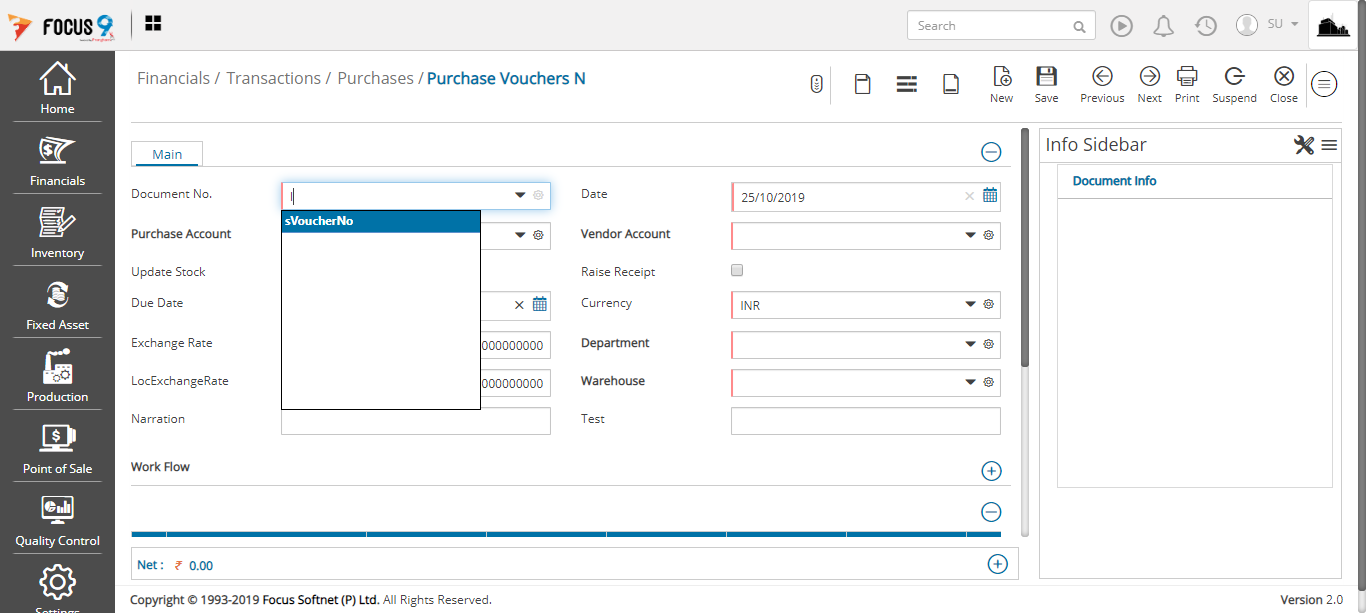 FOCUS 9
Search
SU
Home
Financials
Inventory
Fixed Asset
Production
Point of Sale
Quality Control
Settings
Financials / Transactions / Purchases / Purchase Vouchers N
New
Save
Previous
Next
Print
Suspend
Close
Main
Document No.
sVoucherNo
Date
25/10/2019
Purchase Account
Vendor Account
Update Stock
Raise Receipt
Due Date
Currency
INR
Exchange Rate
000000000
Department
LocExchangeRate
000000000
Warehouse
Narration
Test
Work Flow
Net : ₹ 0.00
Info Sidebar
Document Info
Copyright © 1993-2019 Focus Softnet (P) Ltd. All Rights Reserved.
Version 2.0